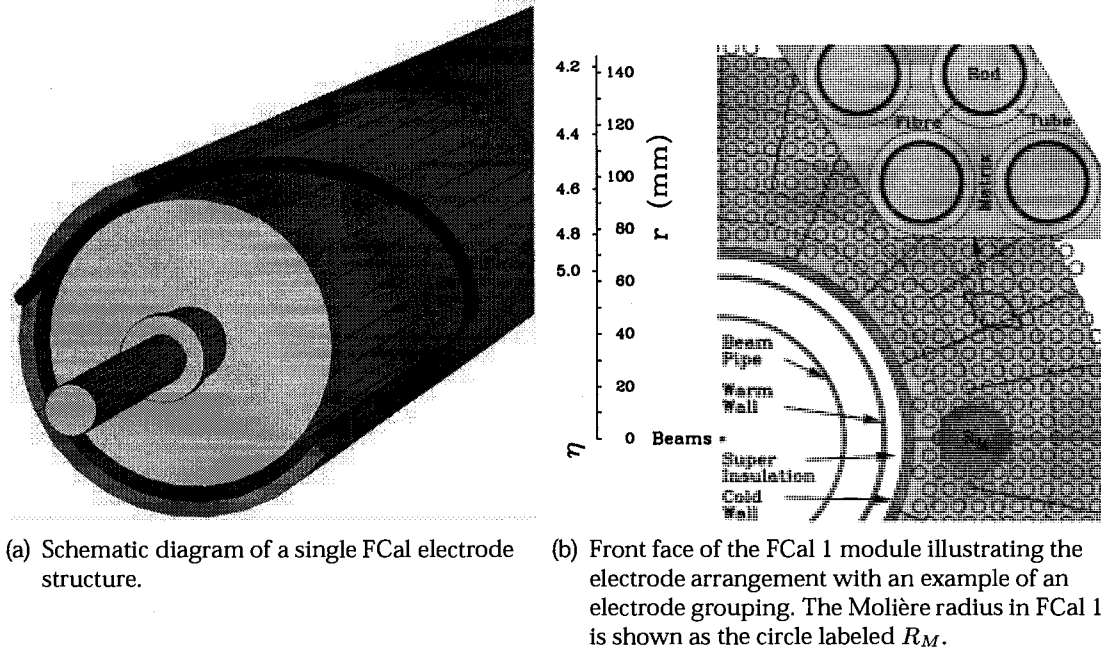 4.2
140
4.4
120
4.6
100
4.8
80
5.0
60
40
20
0
η
r (mm)
Rod
Fibre
Tube
Matrix
Beam
Pipe
Warm
Wall
Beams
Super
Insulation
Cold
Wall
R_M
(a) Schematic diagram of a single FCal electrode
structure.
(b) Front face of the FCal 1 module illustrating the
electrode arrangement with an example of an
electrode grouping. The Molière radius in FCal 1
is shown as the circle labeled R_M.